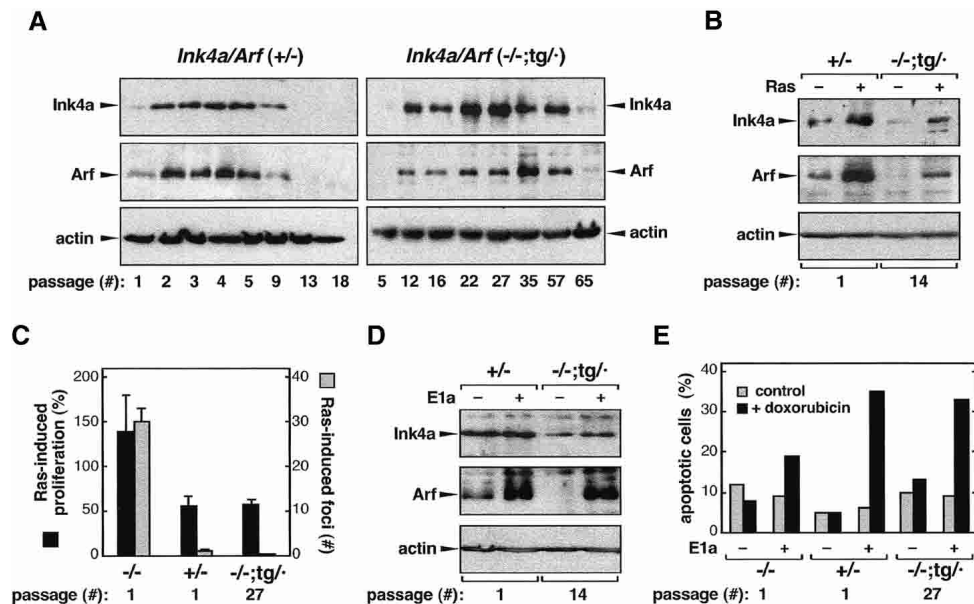 A
Ink4a/Arf (+/-) Ink4a/Arf (-/-;tg/·)
Ink4a Ink4a
Arf Arf
actin actin
passage (#): 1 2 3 4 5 9 13 18 5 12 16 22 27 35 57 65
B
+/- -/-;tg/·
Ras − + − +
Ink4a
Arf
actin
passage (#): 1 14
C
Ras-induced
proliferation (%)
200
150
100
50
0
40
30
20
10
0
Ras-induced
foci (#)
-/- +/- -/-;tg/·
passage (#): 1 1 27
D
+/- -/-;tg/·
E1a − + − +
Ink4a
Arf
actin
passage (#): 1 14
E
apoptotic cells (%)
40
30
20
10
0
control
+ doxorubicin
E1a − + − + − +
-/- +/- -/-;tg/·
passage (#): 1 1 27